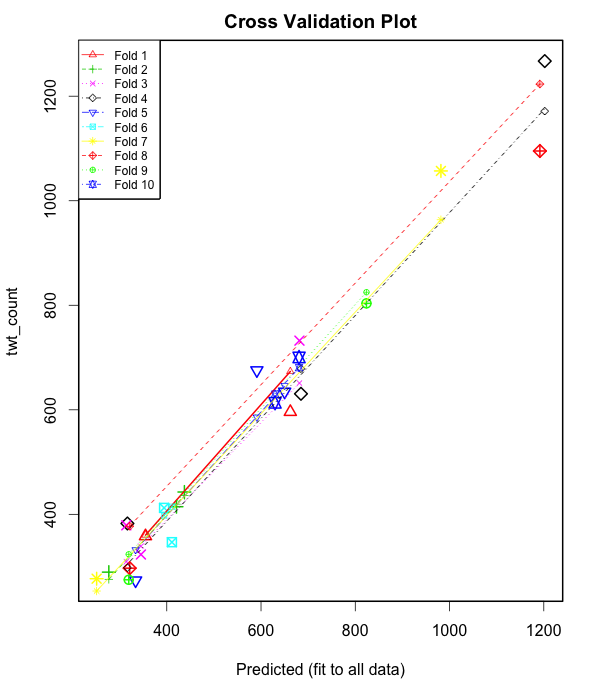 Cross Validation Plot
Fold 1
Fold 2
Fold 3
Fold 4
Fold 5
Fold 6
Fold 7
Fold 8
Fold 9
Fold 10
1200
1000
800
600
400
twt_count
400 600 800 1000 1200
Predicted (fit to all data)